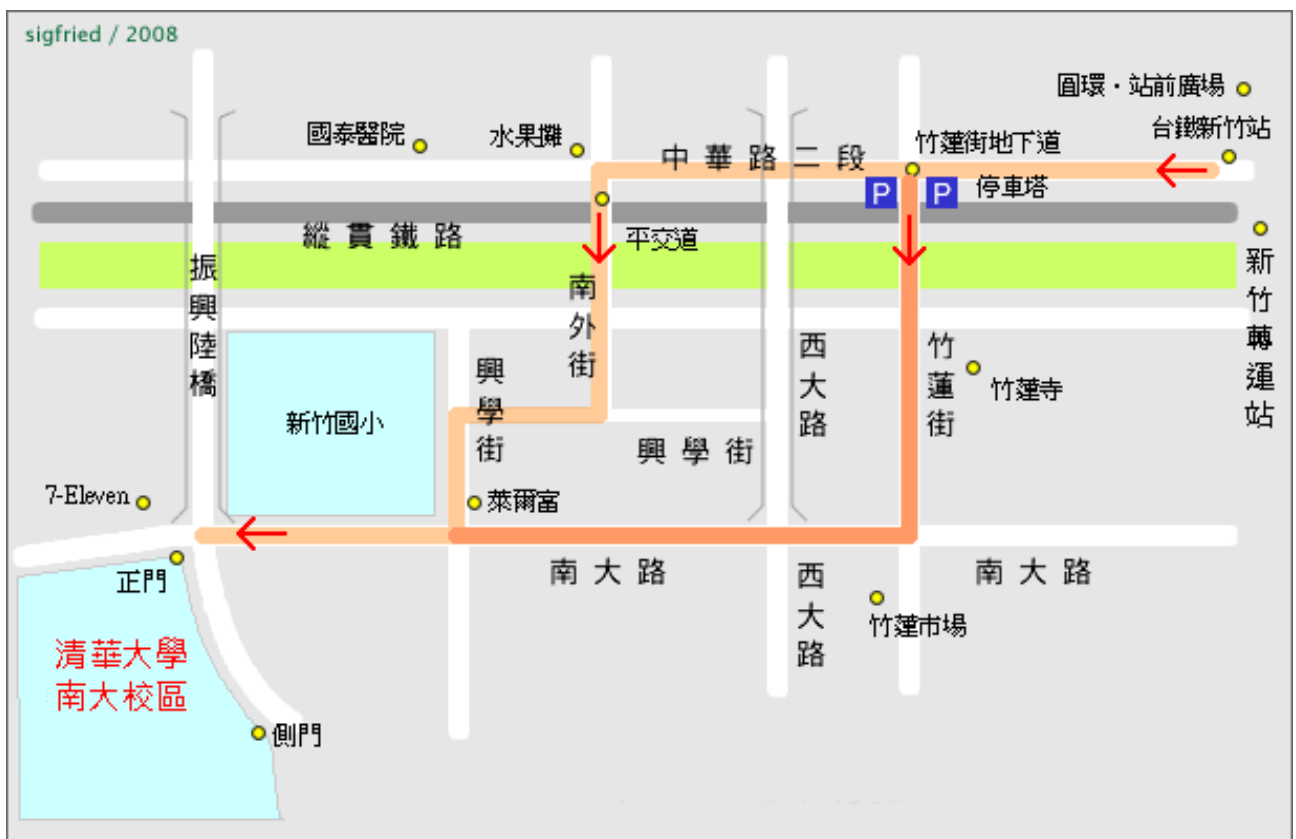 sigfried / 2008
圓環・站前廣場
台鐵新竹站
國泰醫院
水果攤
竹蓮街地下道
中華路二段
P
P
停車塔
縱貫鐵路
平交道
新竹轉運站
振興陸橋
南外街
興學街
西大路
竹蓮街
竹蓮寺
新竹國小
興學街
7-Eleven
萊爾富
正門
南大路
西大路
南大路
竹蓮市場
清華大學
南大校區
側門